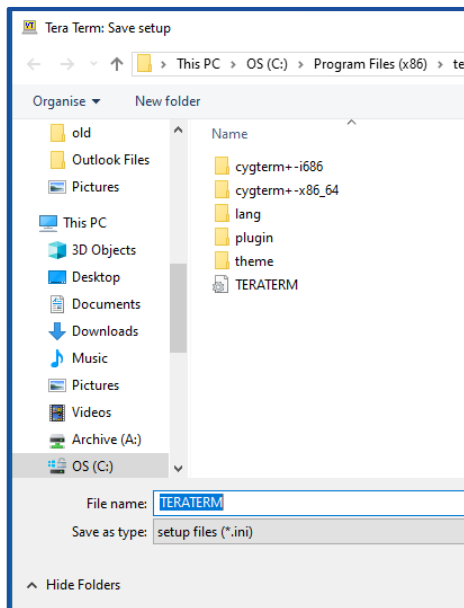 Tera Term: Save setup
This PC > OS (C:) > Program Files (x86) > te
Organise New folder
Name
old
Outlook Files
Pictures
This PC
3D Objects
Desktop
Documents
Downloads
Music
Pictures
Videos
Archive (A:)
OS (C:)
cygterm+-i686
cygterm+-x86_64
lang
plugin
theme
TERATERM
File name: TERATERM
Save as type: setup files (*.ini)
Hide Folders